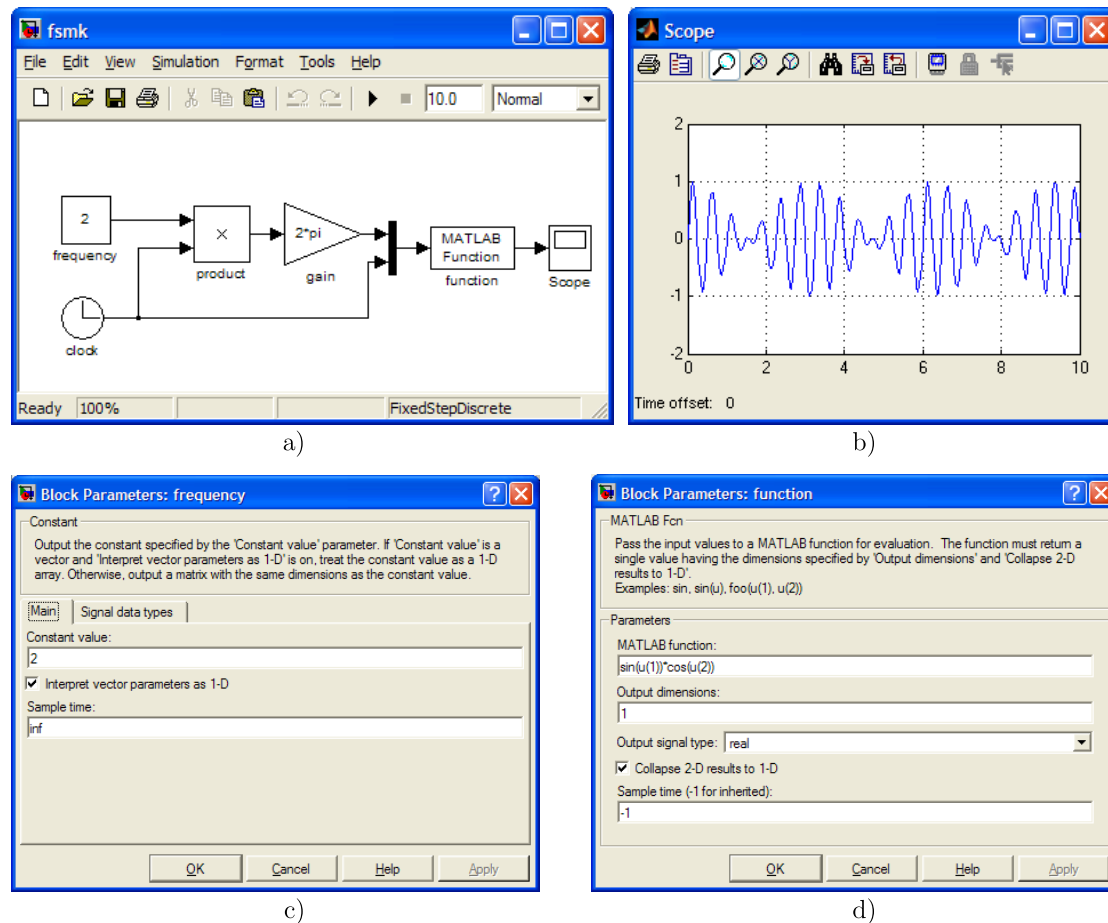 fsmk
File Edit View Simulation Format Tools Help
10.0 Normal
2
frequency
×
product
2*pi
gain
MATLAB
Function
function
Scope
clock
Ready 100% FixedStepDiscrete
a)
Scope
2
1
0
-1
-2
0 2 4 6 8 10
Time offset: 0
b)
Block Parameters: frequency
Constant
Output the constant specified by the 'Constant value' parameter. If 'Constant value' is a
vector and 'Interpret vector parameters as 1-D' is on, treat the constant value as a 1-D
array. Otherwise, output a matrix with the same dimensions as the constant value.
Main Signal data types
Constant value:
2
Interpret vector parameters as 1-D
Sample time:
inf
OK Cancel Help Apply
c)
Block Parameters: function
MATLAB Fcn
Pass the input values to a MATLAB function for evaluation. The function must return a
single value having the dimensions specified by 'Output dimensions' and 'Collapse 2-D
results to 1-D'.
Examples: sin, sin(u), foo(u(1), u(2))
Parameters
MATLAB function:
sin(u(1))*cos(u(2))
Output dimensions:
1
Output signal type: real
Collapse 2-D results to 1-D
Sample time (-1 for inherited):
-1
OK Cancel Help Apply
d)